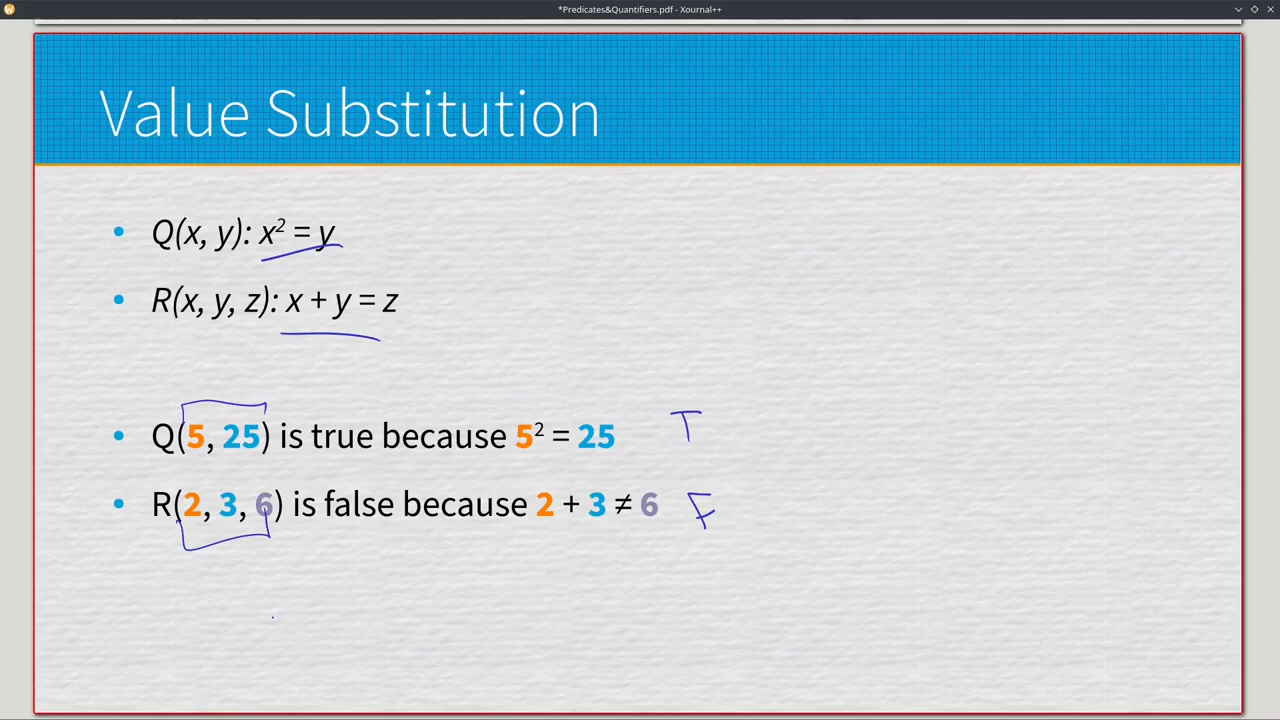 *Predicates&Quantifiers.pdf - Xournal++
Value Substitution
• Q(x, y): x² = y
• R(x, y, z): x + y = z
• Q(5, 25) is true because 5² = 25 T
• R(2, 3, 6) is false because 2 + 3 ≠ 6 F